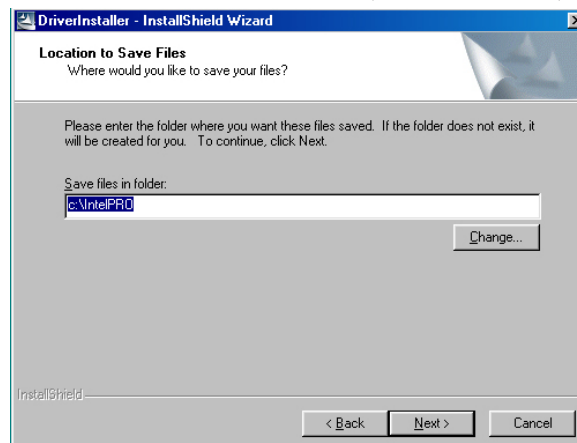 DriverInstaller - InstallShield Wizard
Location to Save Files
Where would you like to save your files?
Please enter the folder where you want these files saved.  If the folder does not exist, it
will be created for you.   To continue, click Next.
Save files in folder:
c:\IntelPRO
Change...
InstallShield
< Back
Next >
Cancel